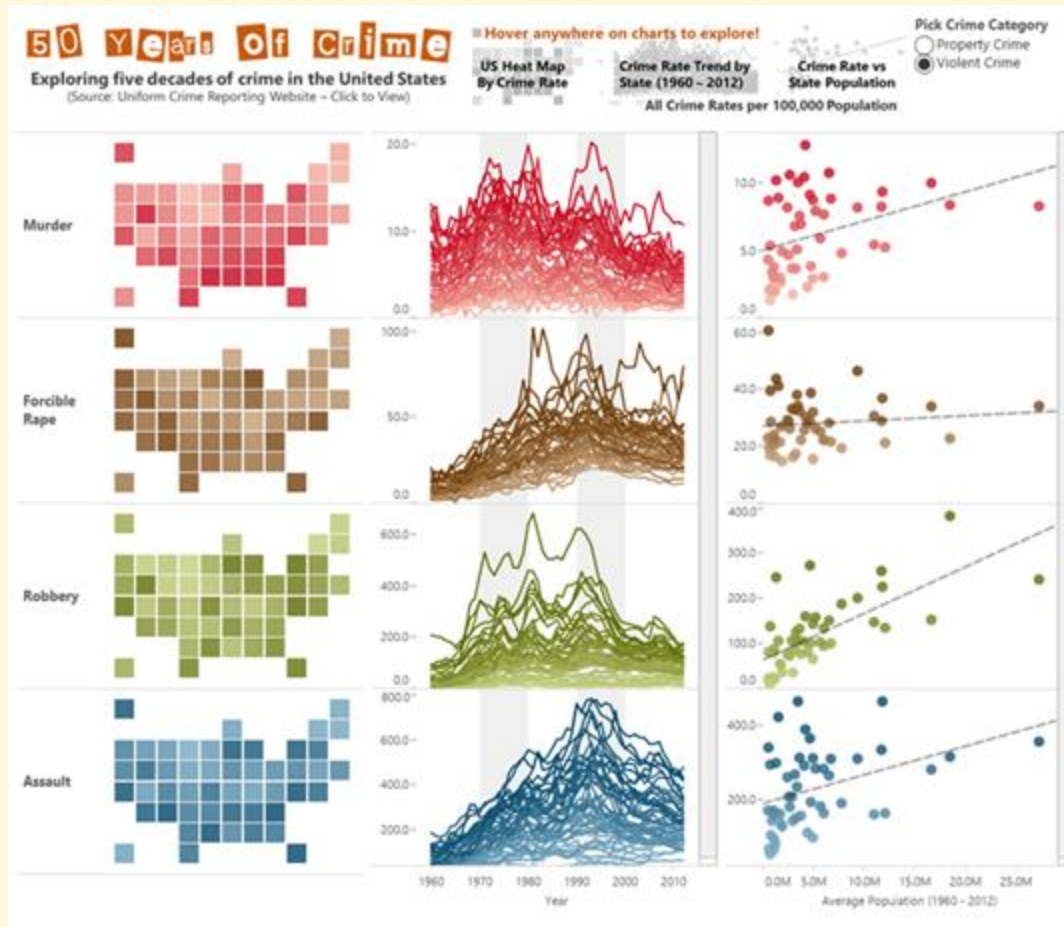 50 Years of Crime
Exploring five decades of crime in the United States
(Source: Uniform Crime Reporting Website – Click to View)
Hover anywhere on charts to explore!
US Heat Map
By Crime Rate
Crime Rate Trend by
State (1960 – 2012)
Crime Rate vs
State Population
All Crime Rates per 100,000 Population
Pick Crime Category
Property Crime
Violent Crime
Murder
20.0
10.0
0.0
10.0
5.0
0.0
Forcible
Rape
100.0
50.0
0.0
60.0
40.0
20.0
0.0
Robbery
600.0
400.0
200.0
0.0
400.0
300.0
200.0
100.0
0.0
Assault
800.0
600.0
400.0
200.0
400.0
200.0
1960 1970 1980 1990 2000 2010
Year
0.0M 5.0M 10.0M 15.0M 20.0M 25.0M
Average Population (1960 - 2012)